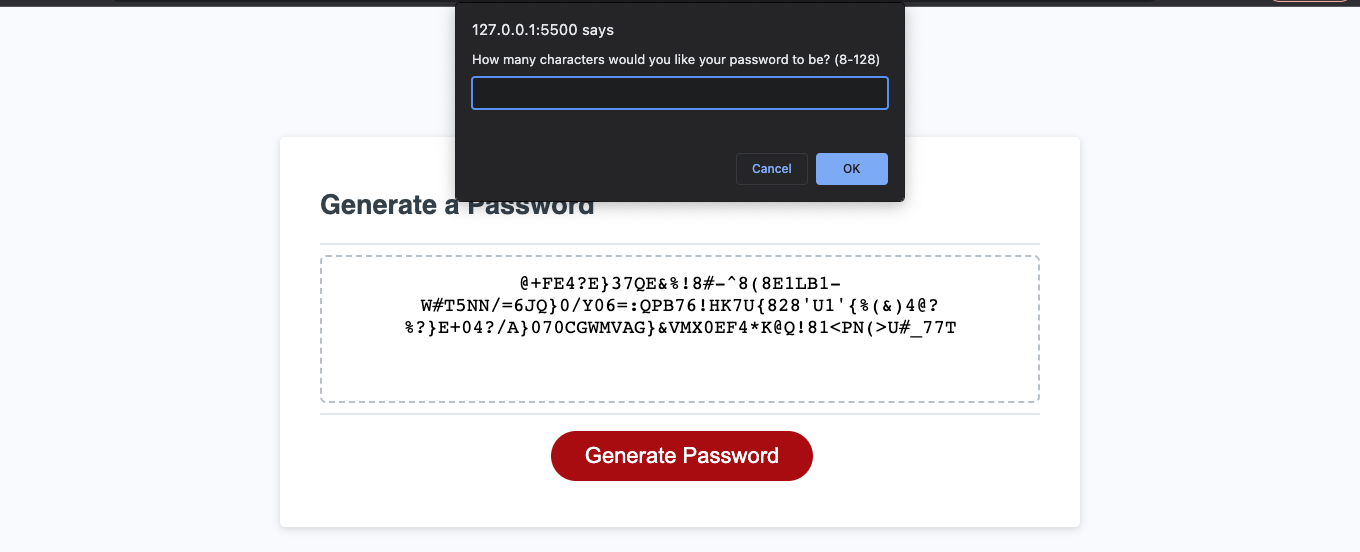 127.0.0.1:5500 says
How many characters would you like your password to be? (8-128)
Cancel
OK
Generate a Password
@+FE4?E}37QE&%!8#-^8(8E1LB1-
W#T5NN/=6JQ}0/Y06=:QPB76!HK7U{828'U1'{%(&)4@?
%?}E+04?/A}070CGWMVAG}&VMX0EF4*K@Q!81<PN(>U#_77T
Generate Password